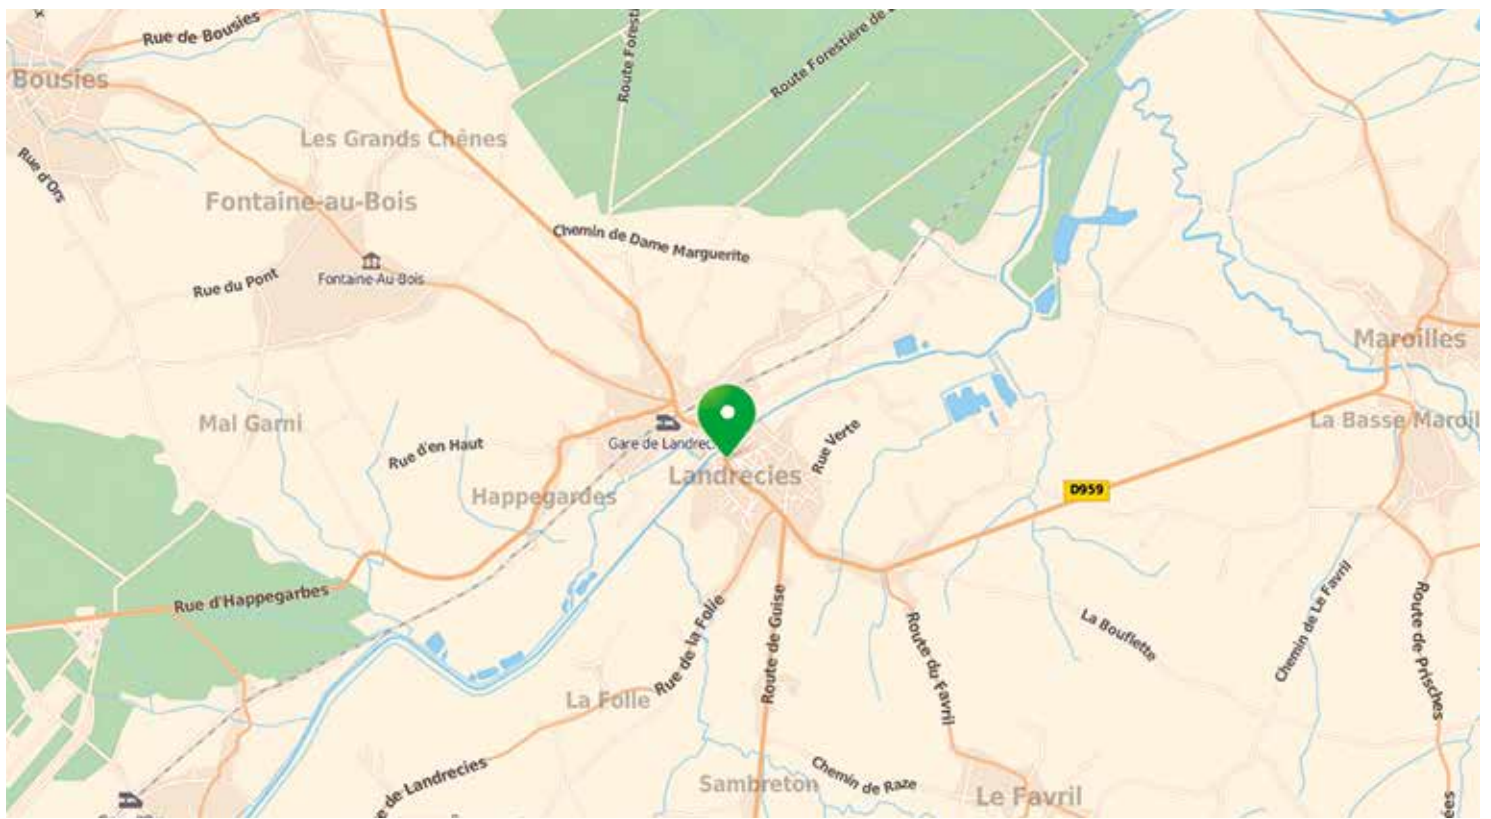 Rue de Bousies
Route Foresti
Route Forestière de
Bousies
Les Grands Chênes
Rue d'Ors
Fontaine-au-Bois
Chemin de Dame Marguerite
Fontaine-Au-Bois
Rue du Pont
Maroilles
Mal Garni
La Basse Maroil
Rue d'en Haut
Gare de Landrec
Rue Verte
Landrecies
Happegardes
D959
Rue d'Happegarbes
Rue de la Folie
Route de Guise
Route du Favril
La Bouflette
Chemin de Le Favril
Route de Prisches
La Folie
e de Landrecies
Sambreton
Chemin de Raze
Le Favril
ées